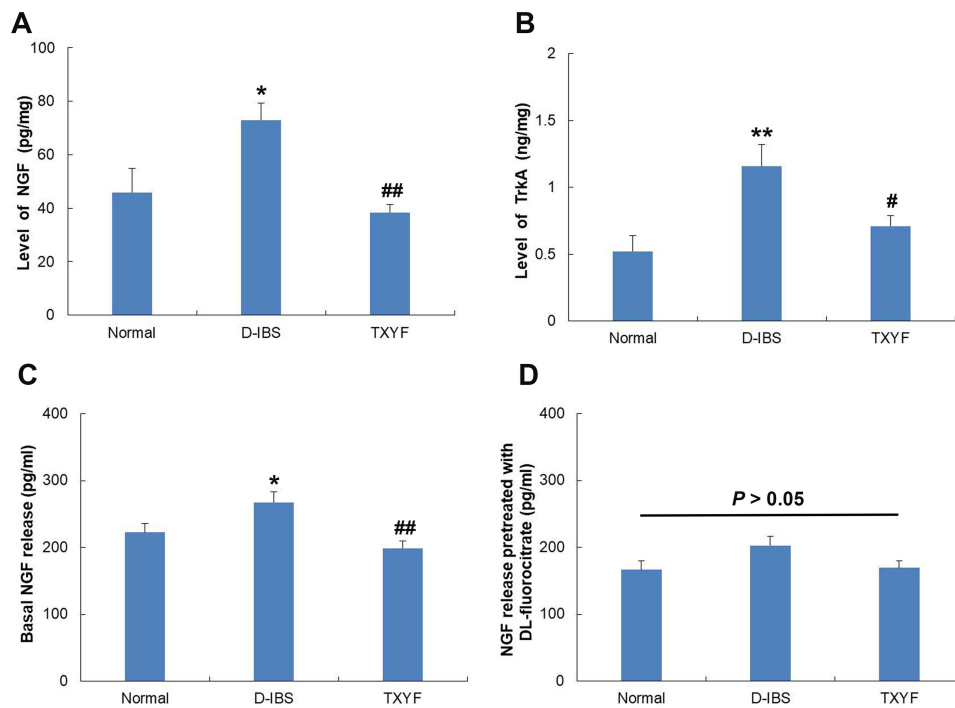 A
Level of NGF (pg/mg)
100
80
60
40
20
0
*
##
Normal D-IBS TXYF
B
Level of TrkA (ng/mg)
2
1.5
1
0.5
0
**
#
Normal D-IBS TXYF
C
Basal NGF release (pg/ml)
400
300
200
100
0
*
##
Normal D-IBS TXYF
D
NGF release pretreated with
DL-fluorocitrate (pg/ml)
400
300
200
100
0
P > 0.05
Normal D-IBS TXYF